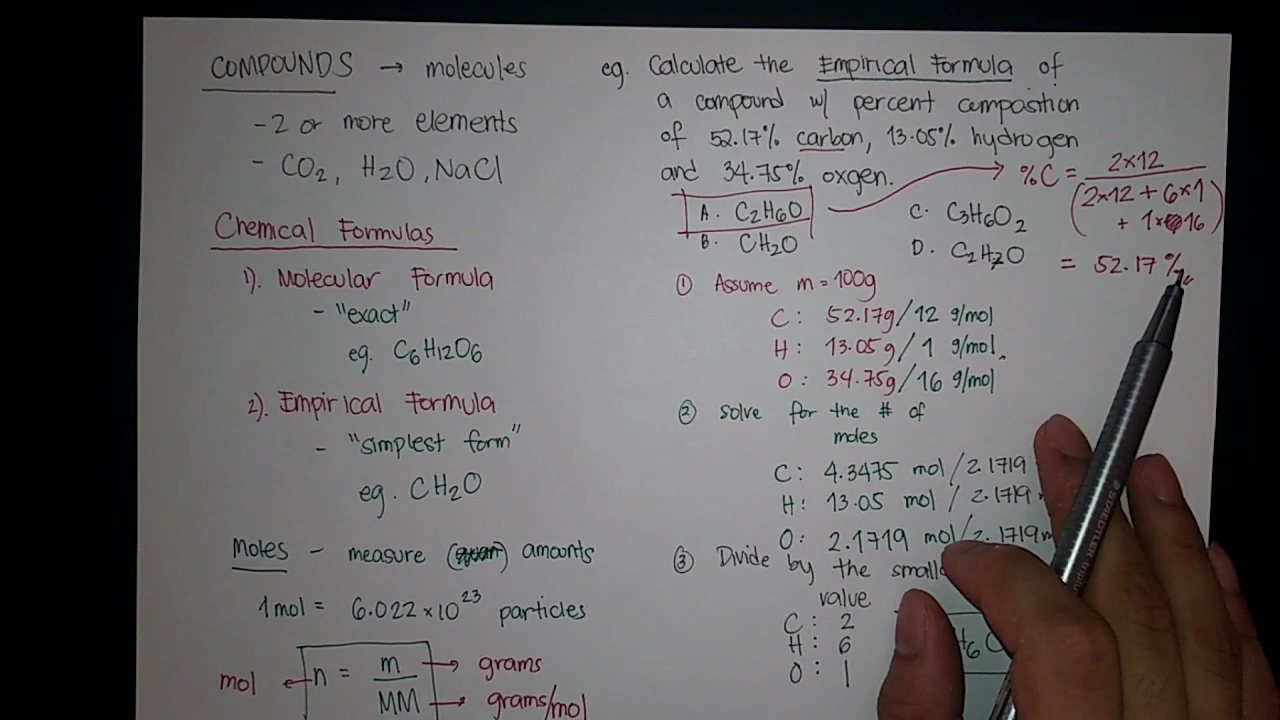 COMPOUNDS → molecules
- 2 or more elements
- CO2, H2O, NaCl
Chemical Formulas
1). Molecular Formula
- "exact"
eg. C6H12O6
2). Empirical Formula
- "simplest form"
eg. CH2O
Moles - measure amounts
1 mol = 6.022 × 10^23 particles
mol ← n = m/MM → grams
→ grams/mol
eg. Calculate the Empirical Formula of
a compound w/ percent composition
of 52.17% carbon, 13.05% hydrogen
and 34.75% oxgen.
A. C2H6O
B. CH2O
C. C3H6O2
D. C2H7O
→ %C = 2×12
(2×12 + 6×1
+ 1×16)
= 52.17%
① Assume m = 100g
C: 52.17g/12 g/mol
H: 13.05g/1 g/mol
O: 34.75g/16 g/mol
② Solve for the # of
moles
C: 4.3475 mol/2.1719
H: 13.05 mol/2.1719
O: 2.1719 mol/2.1719
③ Divide by the
value
C: 2
H: 6
O: 1